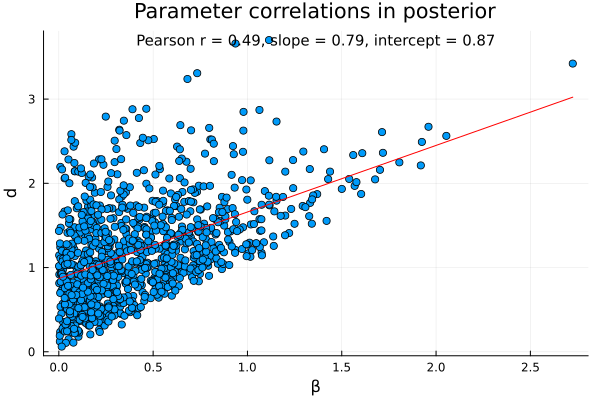 Parameter correlations in posterior
Pearson r = 0.49, slope = 0.79, intercept = 0.87
d
3
2
1
0
0.0 0.5 1.0 1.5 2.0 2.5
β